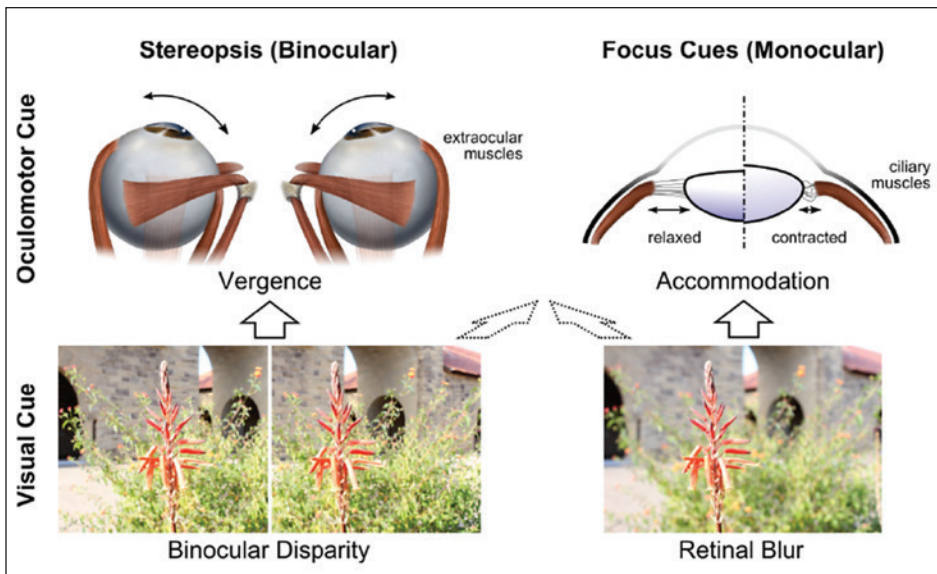 Stereopsis (Binocular)
Focus Cues (Monocular)
Oculomotor Cue
extraocular
muscles
ciliary
muscles
relaxed
contracted
Vergence
Accommodation
Visual Cue
Binocular Disparity
Retinal Blur